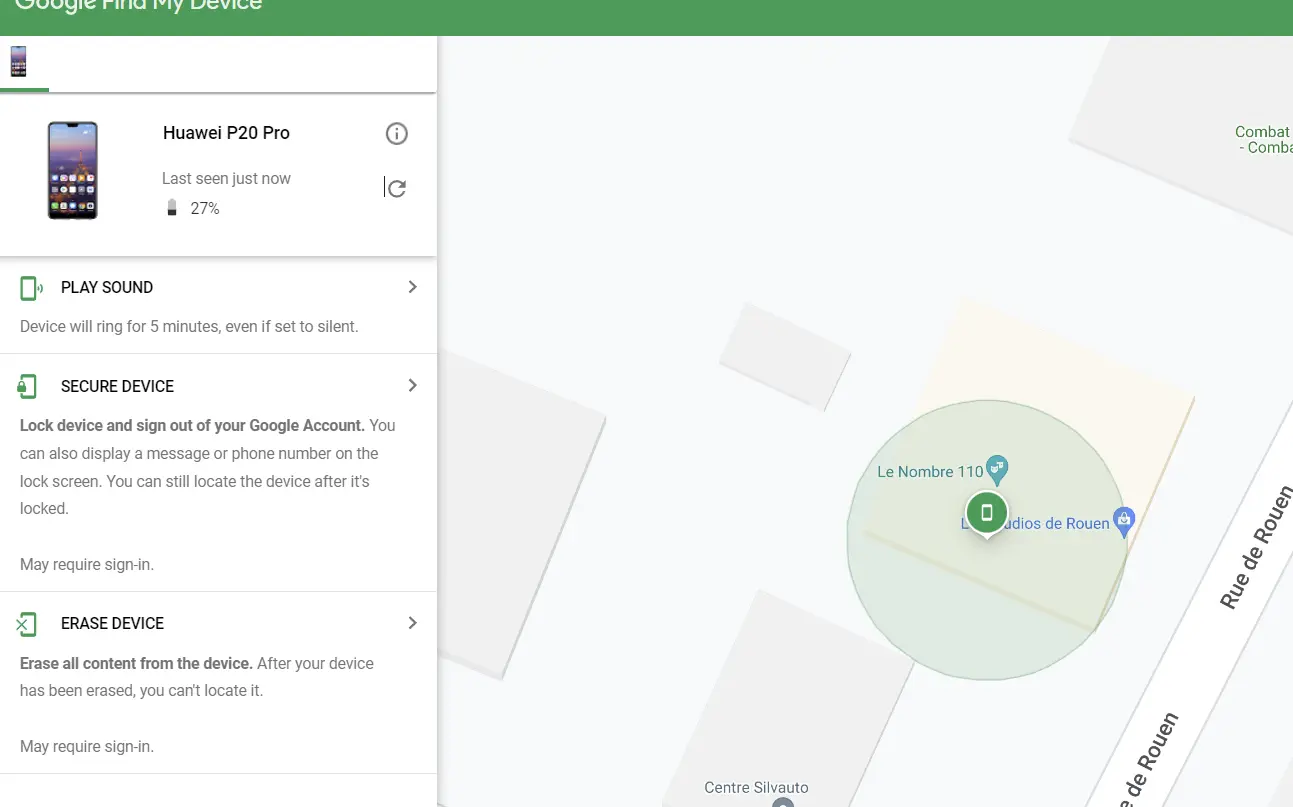 Google Find My Device
Huawei P20 Pro
Last seen just now
27%
PLAY SOUND
Device will ring for 5 minutes, even if set to silent.
SECURE DEVICE
Lock device and sign out of your Google Account. You
can also display a message or phone number on the
lock screen. You can still locate the device after it's
locked.
May require sign-in.
ERASE DEVICE
Erase all content from the device. After your device
has been erased, you can't locate it.
May require sign-in.
Combat
- Comba
Le Nombre 110
udios de Rouen
Rue de Rouen
e de Rouen
Centre Silvauto